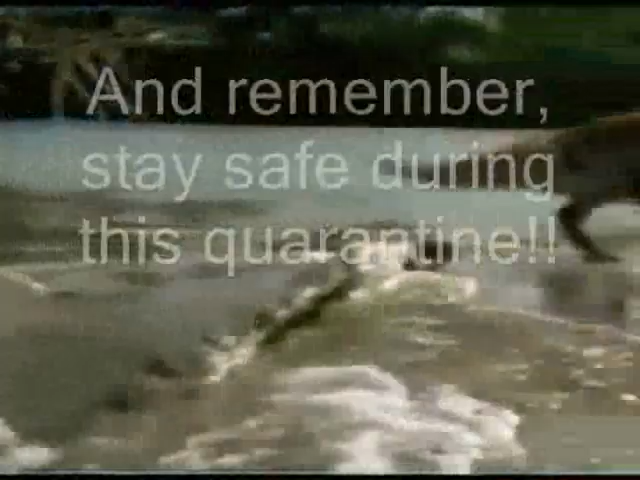 And remember,
stay safe during
this quarantine!!